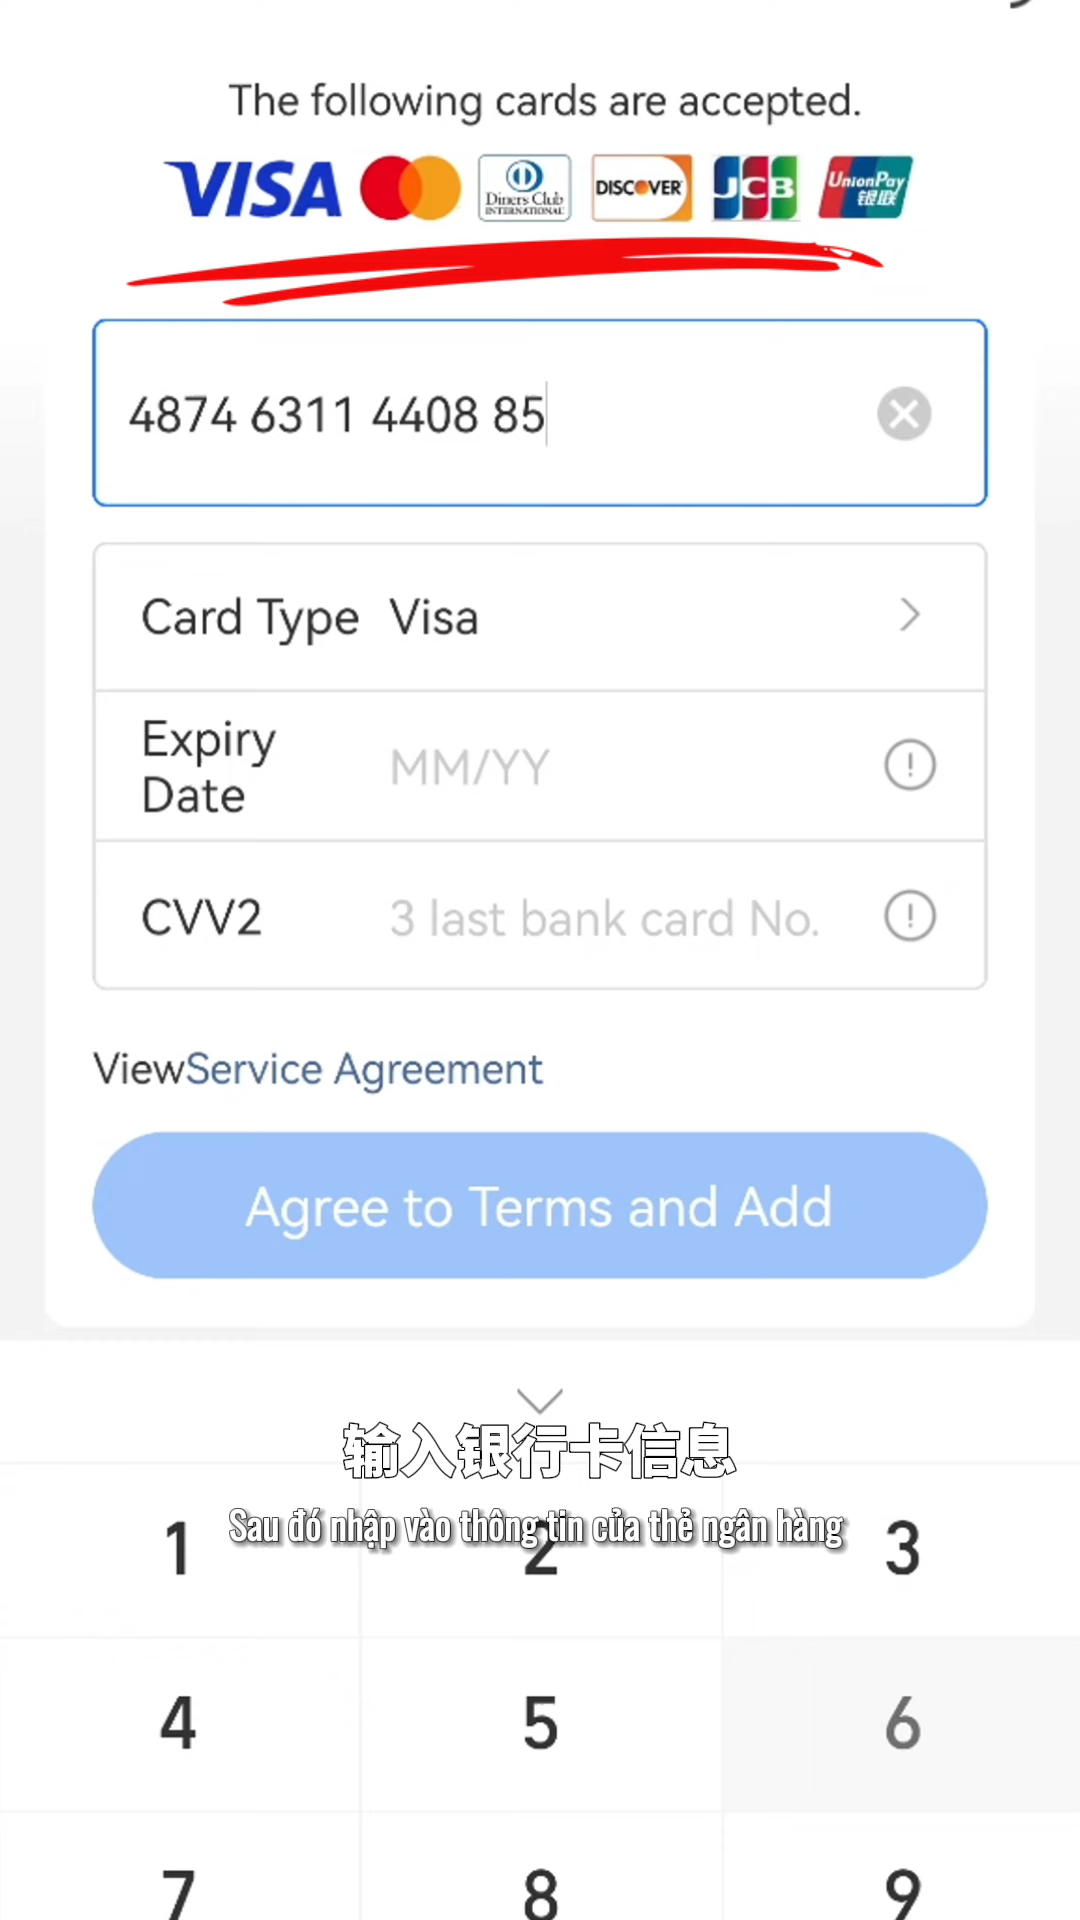 The following cards are accepted.
VISA
Diners Club
INTERNATIONAL
DISCOVER
JCB
UnionPay
银联
4874 6311 4408 85
Card Type Visa
Expiry
Date
MM/YY
CVV2 3 last bank card No.
ViewService Agreement
Agree to Terms and Add
输入银行卡信息
Sau đó nhập vào thông tin của thẻ ngân hàng
1 2 3
4 5 6
7 8 9